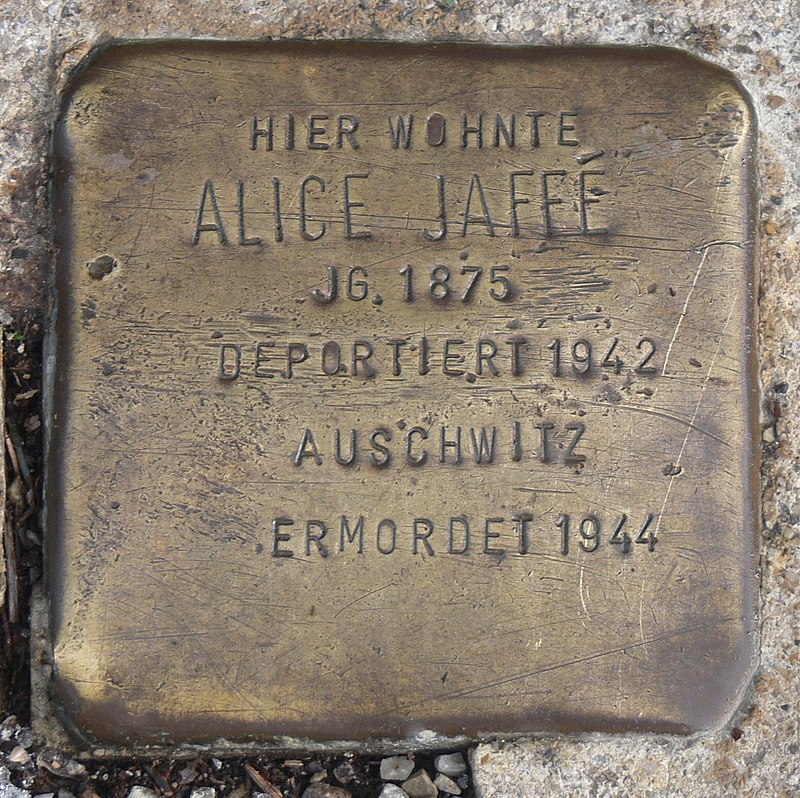 HIER WOHNTE
ALICE JAFFÉ
JG. 1875
DEPORTIERT 1942
AUSCHWITZ
ERMORDET 1944